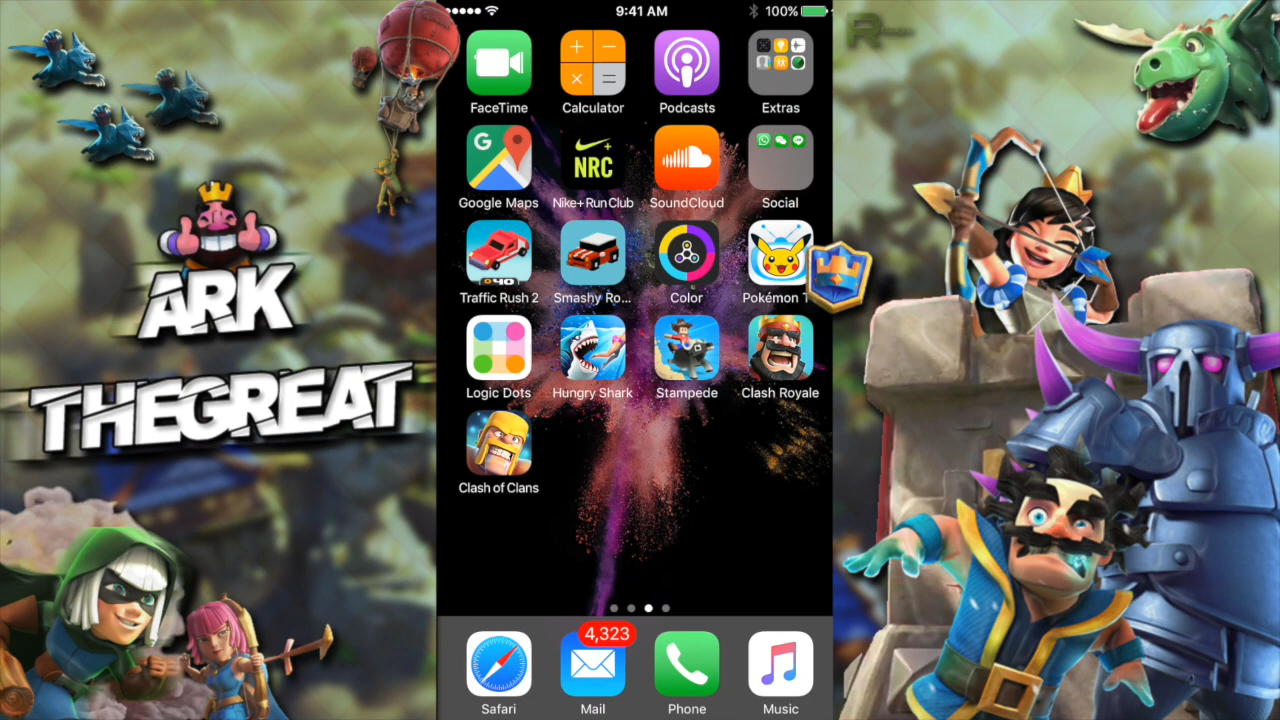 9:41 AM
100%
FaceTime
Calculator
Podcasts
Extras
G
NRC
Google Maps
Nike+ Run Club
SoundCloud
Social
Traffic Rush 2
Smashy Ro...
Color
Pokémon T
Logic Dots
Hungry Shark
Stampede
Clash Royale
Clash of Clans
4,323
Safari
Mail
Phone
Music
ARK
THEGREAT
R